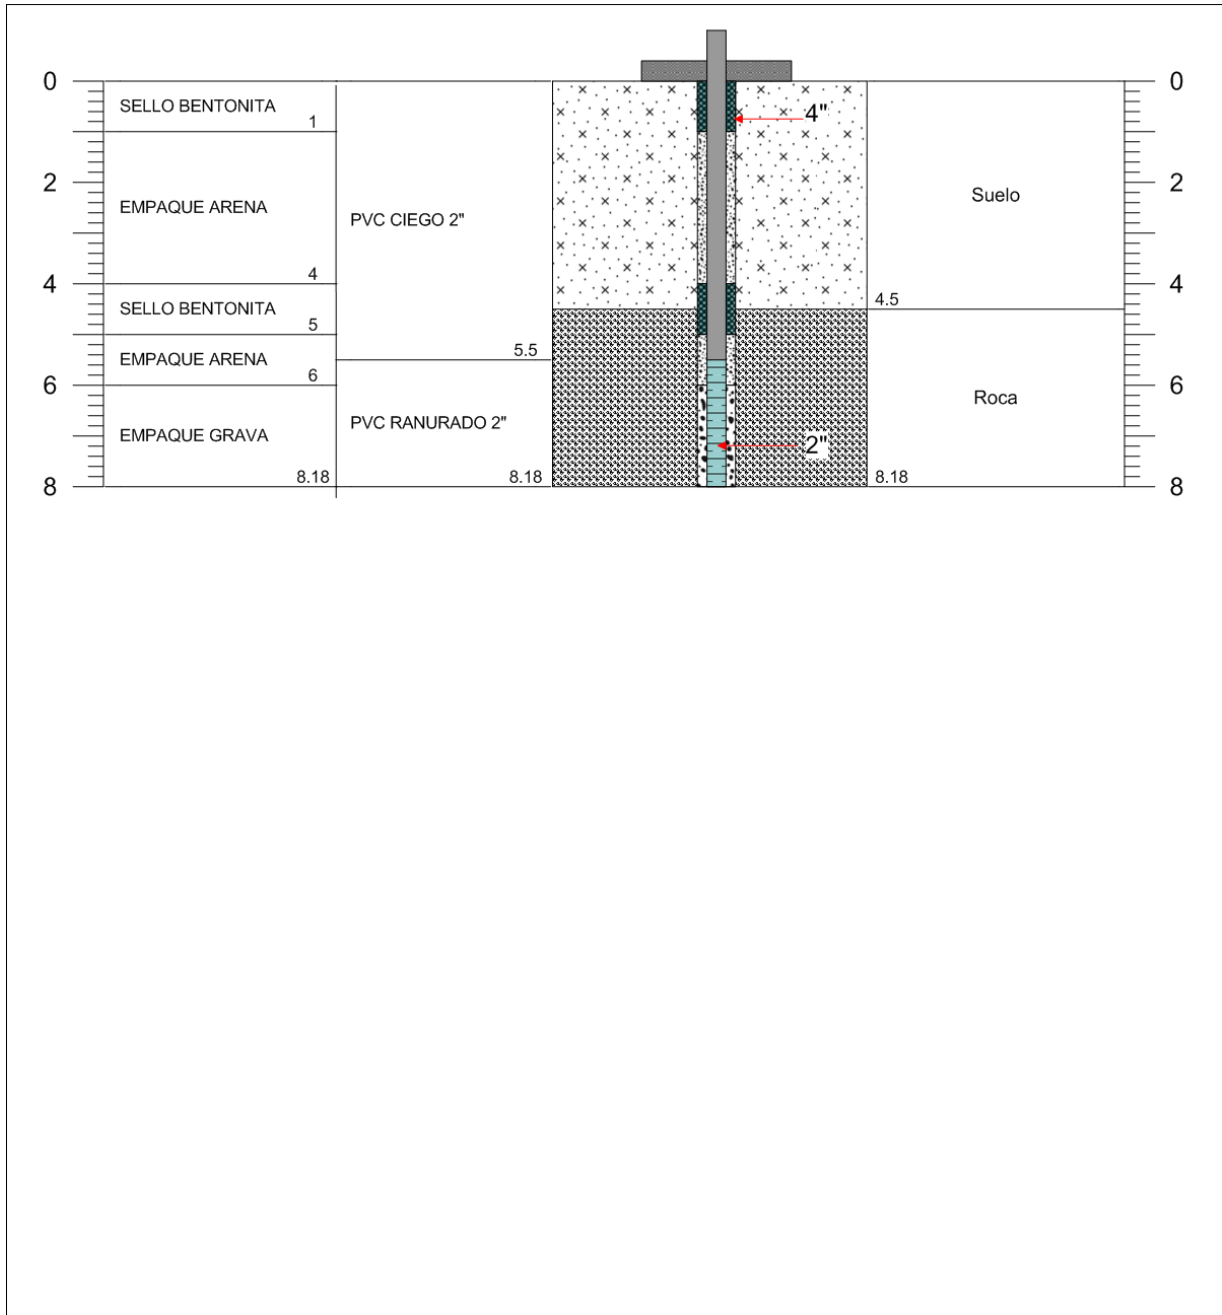 0
0
SELLO BENTONITA
4"
1
2
2
Suelo
EMPAQUE ARENA
PVC CIEGO 2"
4
4
4
4.5
SELLO BENTONITA
5
5.5
EMPAQUE ARENA
6
6
6
Roca
PVC RANURADO 2"
EMPAQUE GRAVA
2"
8.18
8.18
8.18
8
8